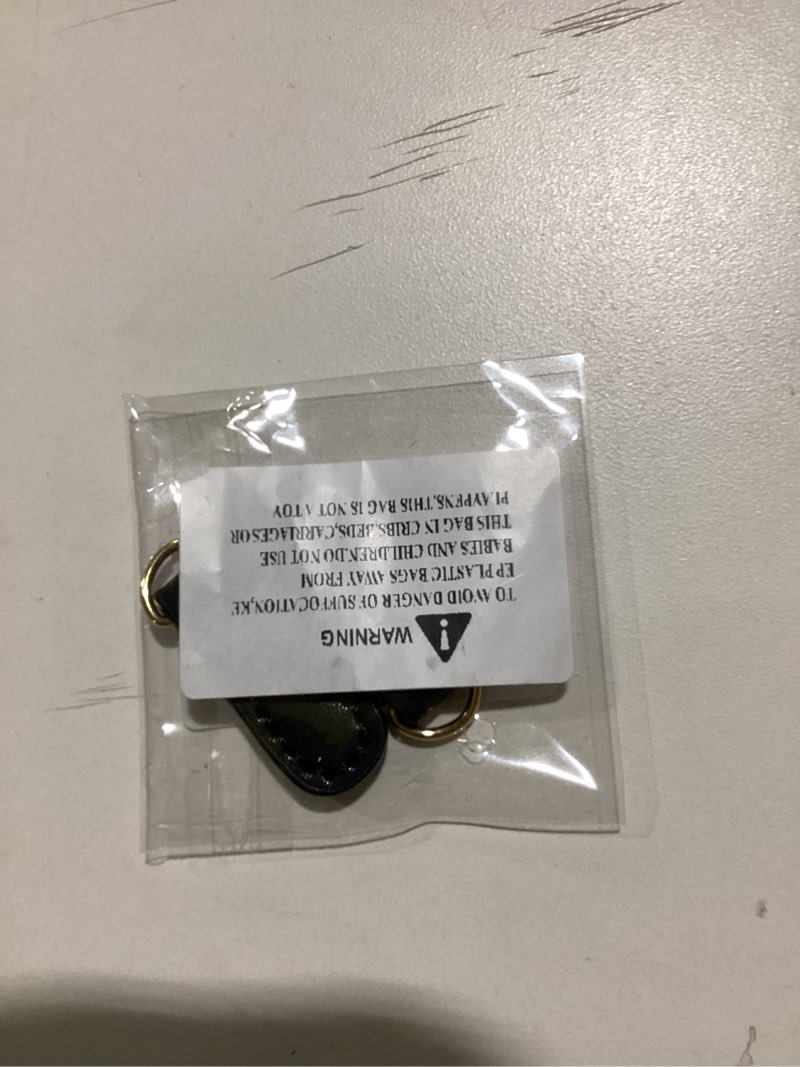 WARNING
TO AVOID DANGER OF SUFFOCATION,KE
EP PLASTIC BAGS AWAY FROM
BABIES AND CHILDREN.DO NOT USE
THIS BAG IN CRIBS.BEDS,CARRIAGES OR
PLAYPENS.THIS BAG IS NOT A TOY